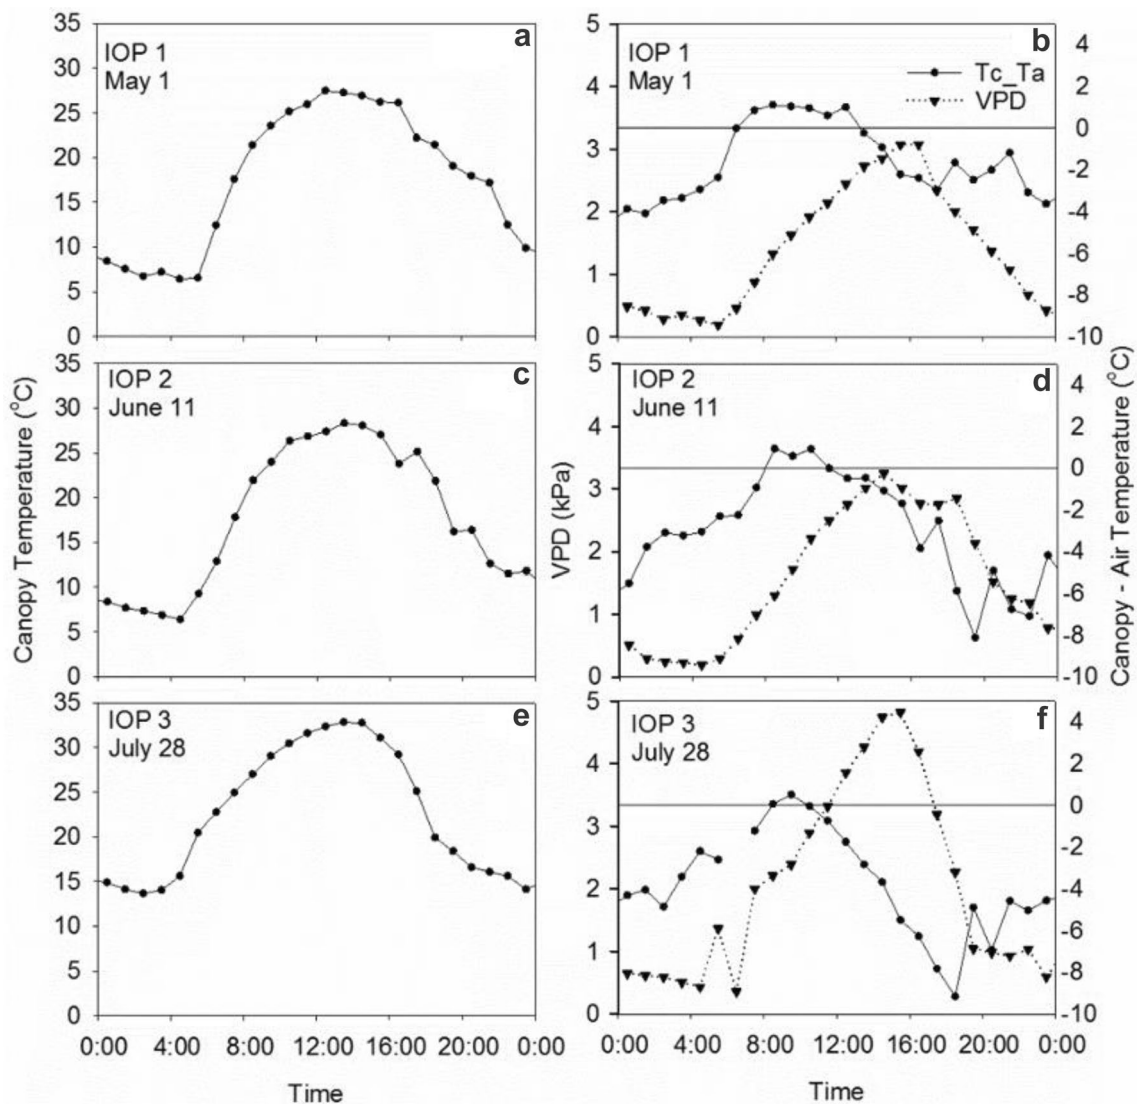 35
30
25
20
15
10
5
0
IOP 1
May 1
a
5
4
3
2
1
0
IOP 1
May 1
b
Tc_Ta
VPD
4
2
0
-2
-4
-6
-8
-10
35
30
25
20
15
10
5
0
IOP 2
June 11
c
5
4
3
2
1
0
IOP 2
June 11
d
4
2
0
-2
-4
-6
-8
-10
Canopy Temperature (°C)
VPD (kPa)
Canopy - Air Temperature (°C)
35
30
25
20
15
10
5
0
IOP 3
July 28
e
5
4
3
2
1
0
IOP 3
July 28
f
4
2
0
-2
-4
-6
-8
-10
0:00 4:00 8:00 12:00 16:00 20:00 0:00
Time
0:00 4:00 8:00 12:00 16:00 20:00 0:00
Time